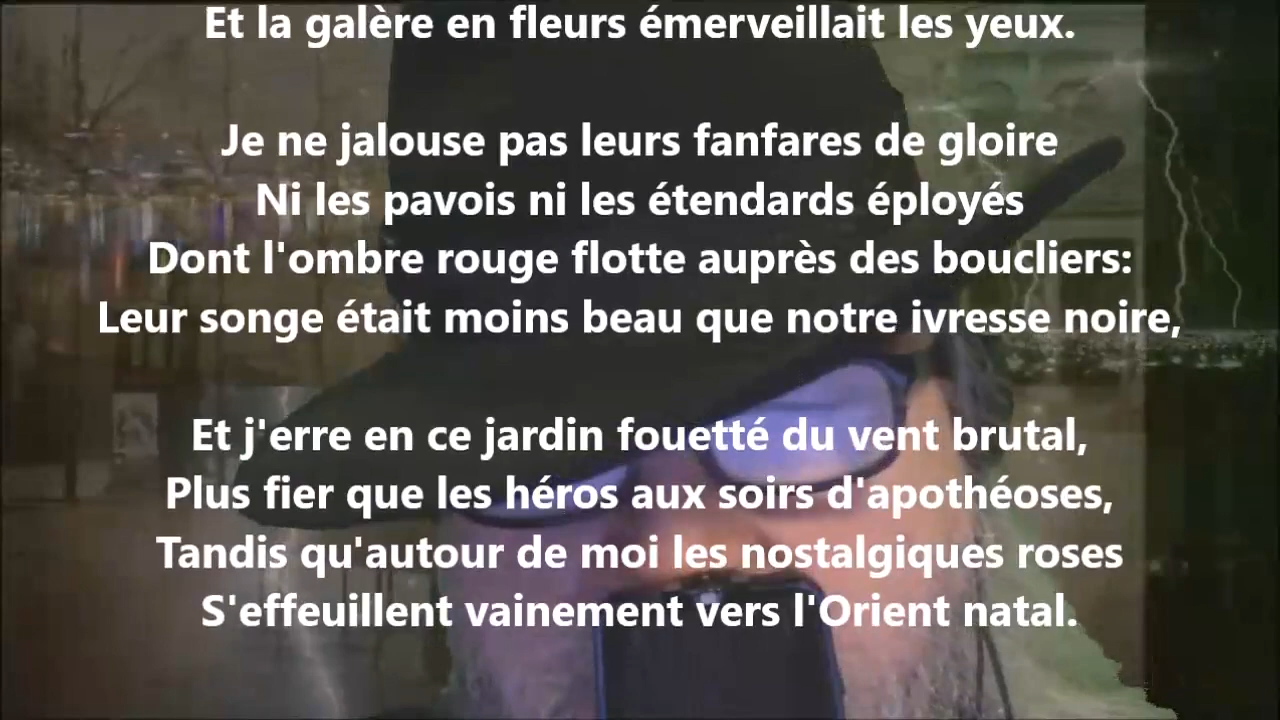 Et la galère en fleurs émerveillait les yeux.
Je ne jalouse pas leurs fanfares de gloire
Ni les pavois ni les étendards éployés
Dont l'ombre rouge flotte auprès des boucliers:
Leur songe était moins beau que notre ivresse noire,
Et j'erre en ce jardin fouetté du vent brutal,
Plus fier que les héros aux soirs d'apothéoses,
Tandis qu'autour de moi les nostalgiques roses
S'effeuillent vainement vers l'Orient natal.